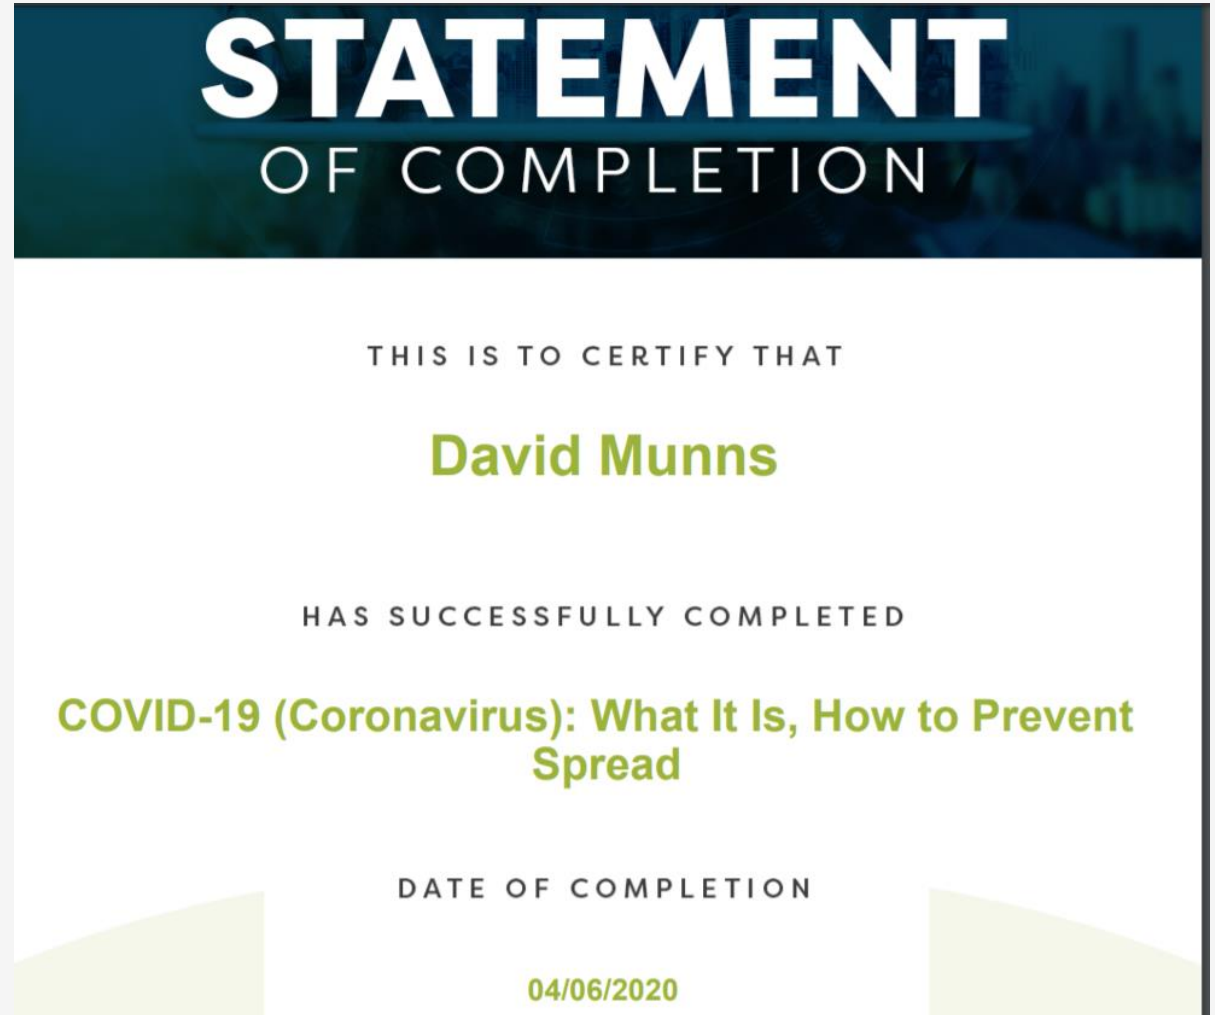 STATEMENT
OF COMPLETION
THIS IS TO CERTIFY THAT
David Munns
HAS SUCCESSFULLY COMPLETED
COVID-19 (Coronavirus): What It Is, How to Prevent
Spread
DATE OF COMPLETION
04/06/2020